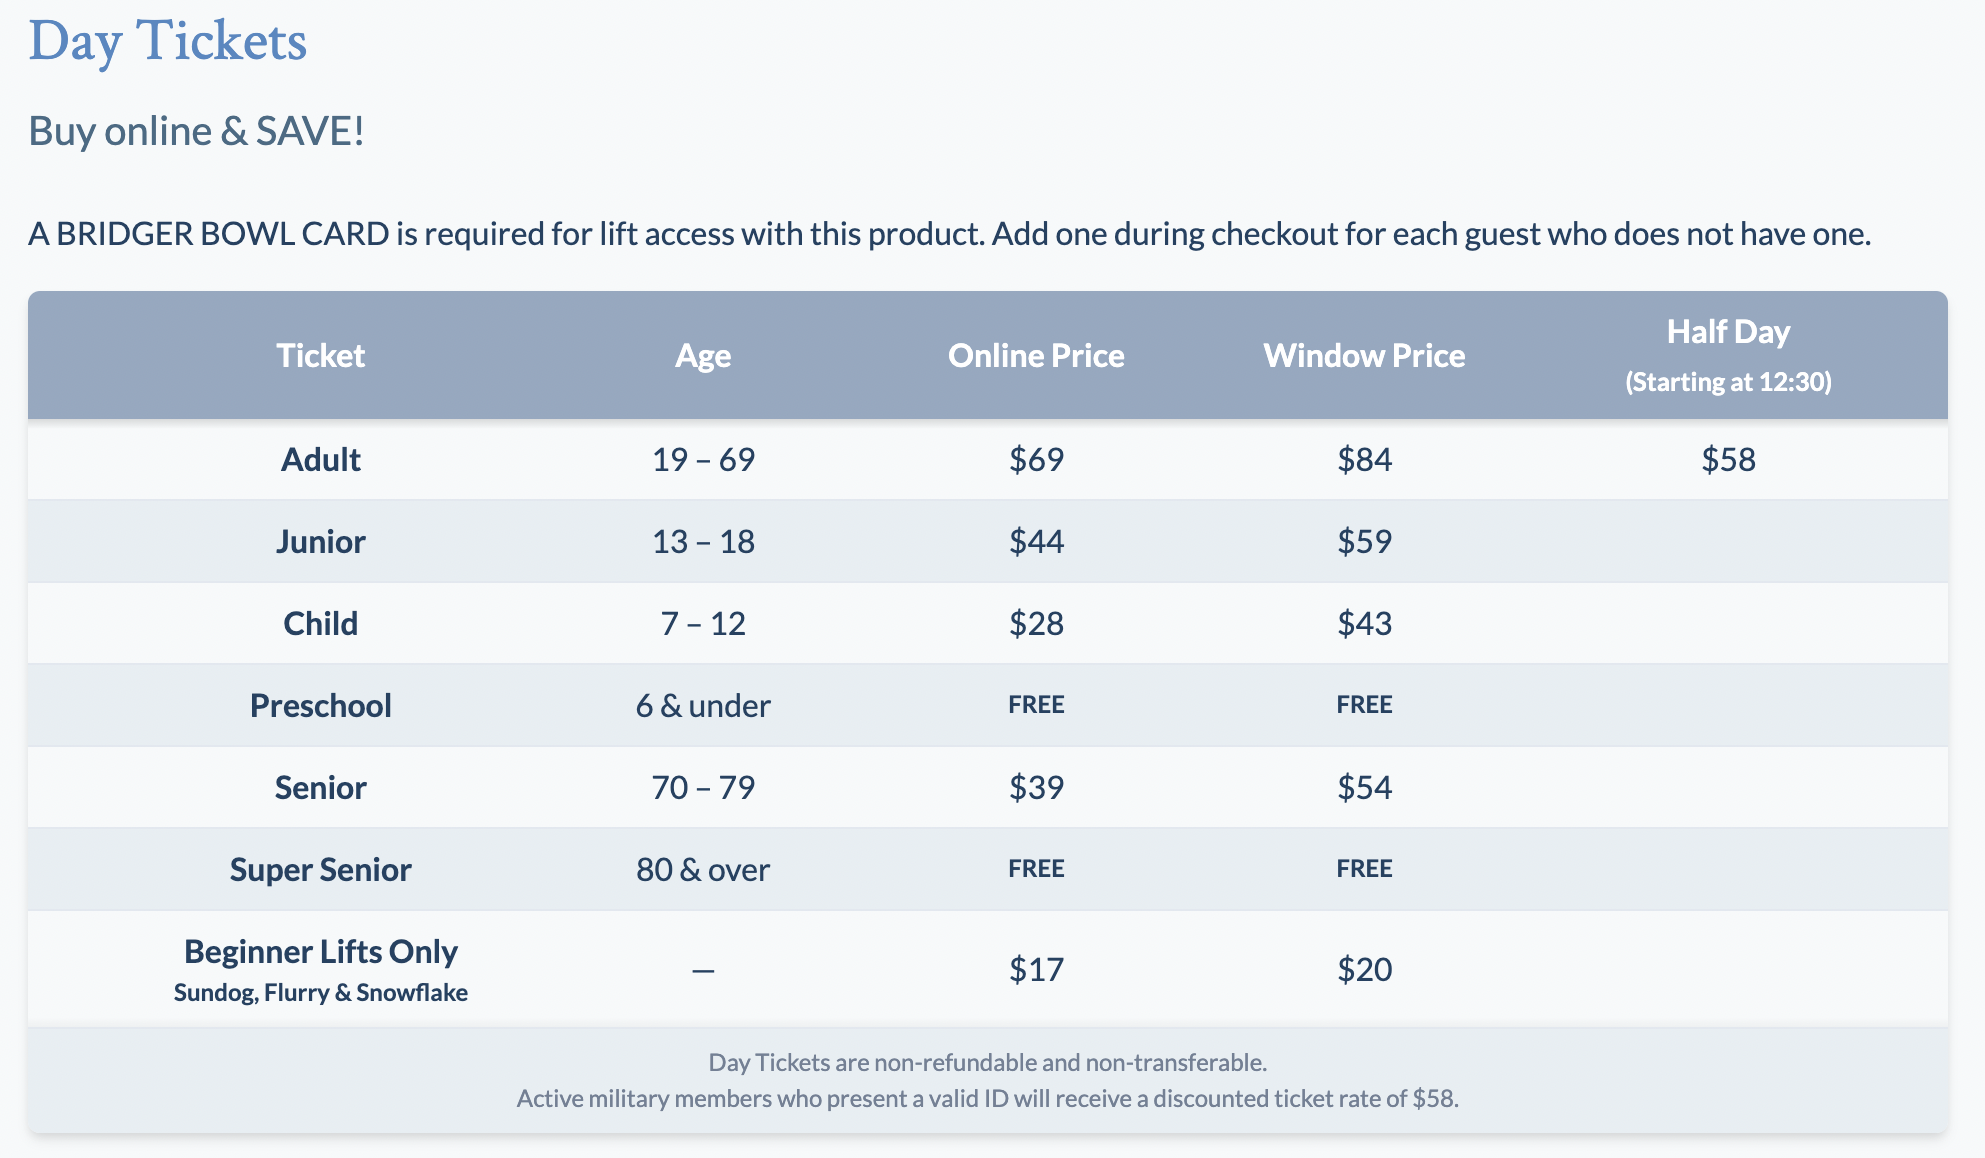 Day Tickets
Buy online & SAVE!
A BRIDGER BOWL CARD is required for lift access with this product. Add one during checkout for each guest who does not have one.
Ticket Age Online Price Window Price Half Day (Starting at 12:30)
Adult 19 – 69 $69 $84 $58
Junior 13 – 18 $44 $59
Child 7 – 12 $28 $43
Preschool 6 & under FREE FREE
Senior 70 – 79 $39 $54
Super Senior 80 & over FREE FREE
Beginner Lifts Only — $17 $20
Sundog, Flurry & Snowflake
Day Tickets are non-refundable and non-transferable.
Active military members who present a valid ID will receive a discounted ticket rate of $58.